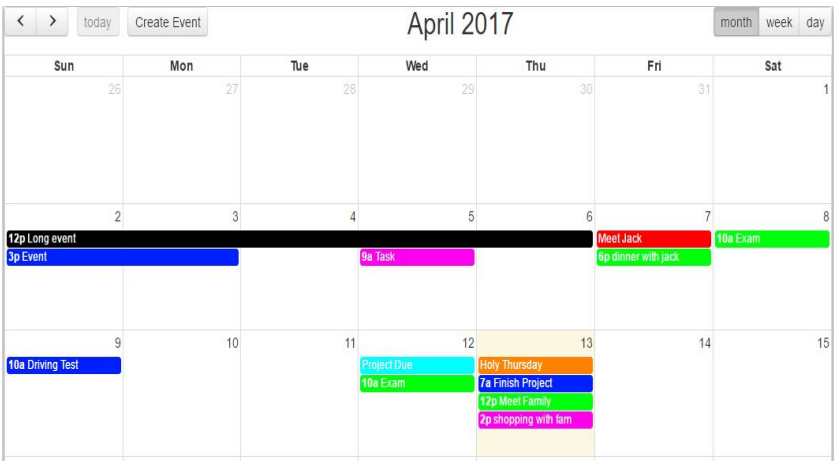 < > today Create Event April 2017 month week day
Sun Mon Tue Wed Thu Fri Sat
26 27 28 29 30 31 1
2 3 4 5 6 7 8
12p Long event Meet Jack 10a Exam
3p Event 9a Task 6p dinner with jack
9 10 11 12 13 14 15
10a Driving Test Project Due Holy Thursday
10a Exam 7a Finish Project
12p Meet Family
2p shopping with fam